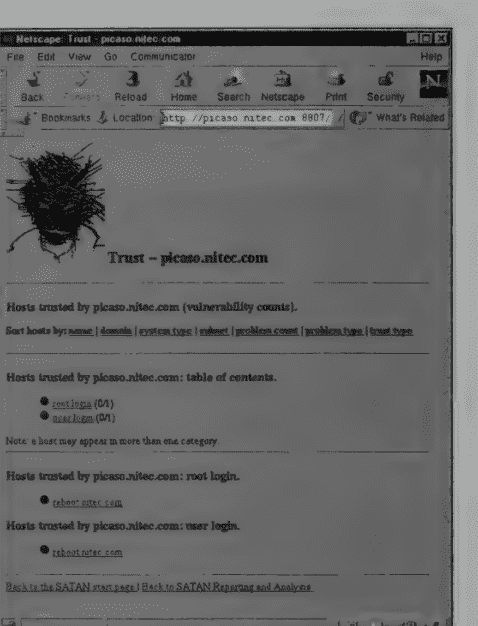 Netscape: Trust - picaso.nitec.com
File Edit View Go Communicator Help
Back Forward Reload Home Search Netscape Print Security
Bookmarks Location: http://picaso.nitec.com:8807/ What's Related
Trust – picaso.nitec.com
Hosts trusted by picaso.nitec.com (vulnerability counts).
Sort hosts by: name | domain | system type | subnet | problem count | problem type | trust type
Hosts trusted by picaso.nitec.com: table of contents.
root login (0/1)
user login (0/1)
Note: a host may appear in more than one category.
Hosts trusted by picaso.nitec.com: root login.
reboot.nitec.com
Hosts trusted by picaso.nitec.com: user login.
reboot.nitec.com
Back to the SATAN start page | Back to SATAN Reporting and Analysis